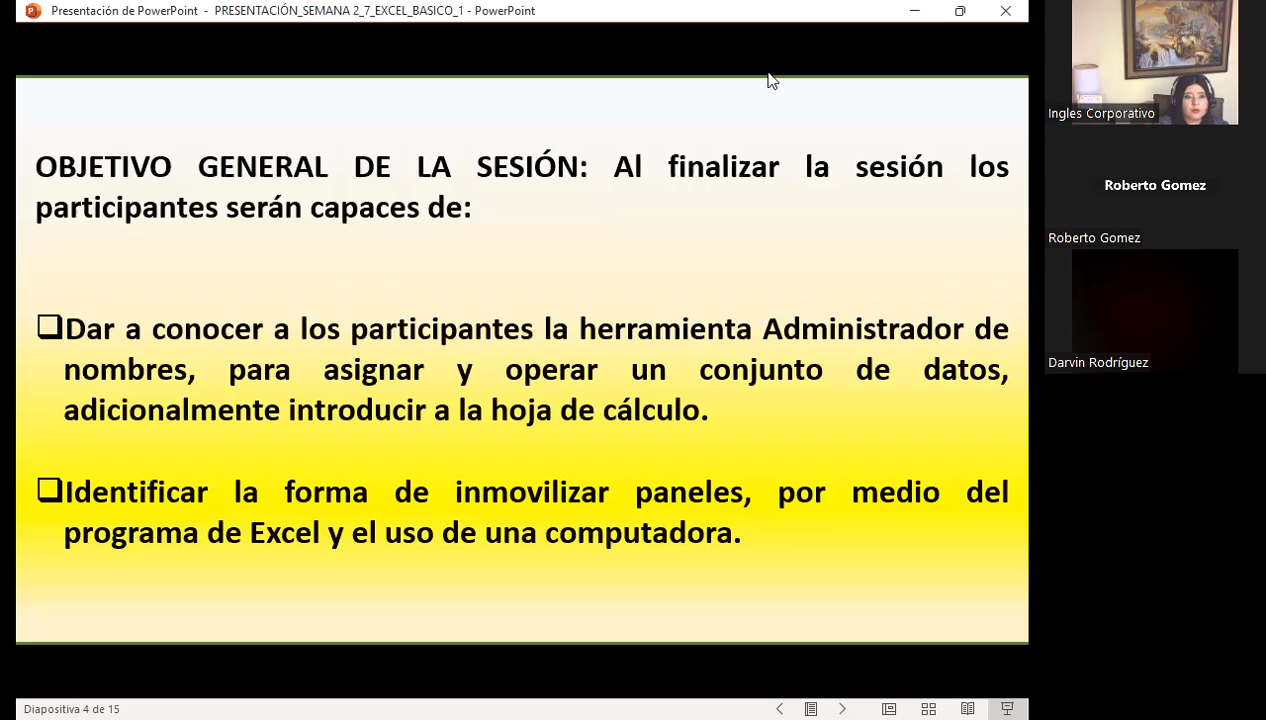 Presentación de PowerPoint - PRESENTACIÓN_SEMANA 2_7_EXCEL_BASICO_1 - PowerPoint
OBJETIVO GENERAL DE LA SESIÓN: Al finalizar la sesión los
participantes serán capaces de:
Dar a conocer a los participantes la herramienta Administrador de
nombres, para asignar y operar un conjunto de datos,
adicionalmente introducir a la hoja de cálculo.
Identificar la forma de inmovilizar paneles, por medio del
programa de Excel y el uso de una computadora.
Diapositiva 4 de 15
Ingles Corporativo
Roberto Gomez
Roberto Gomez
Darvin Rodríguez